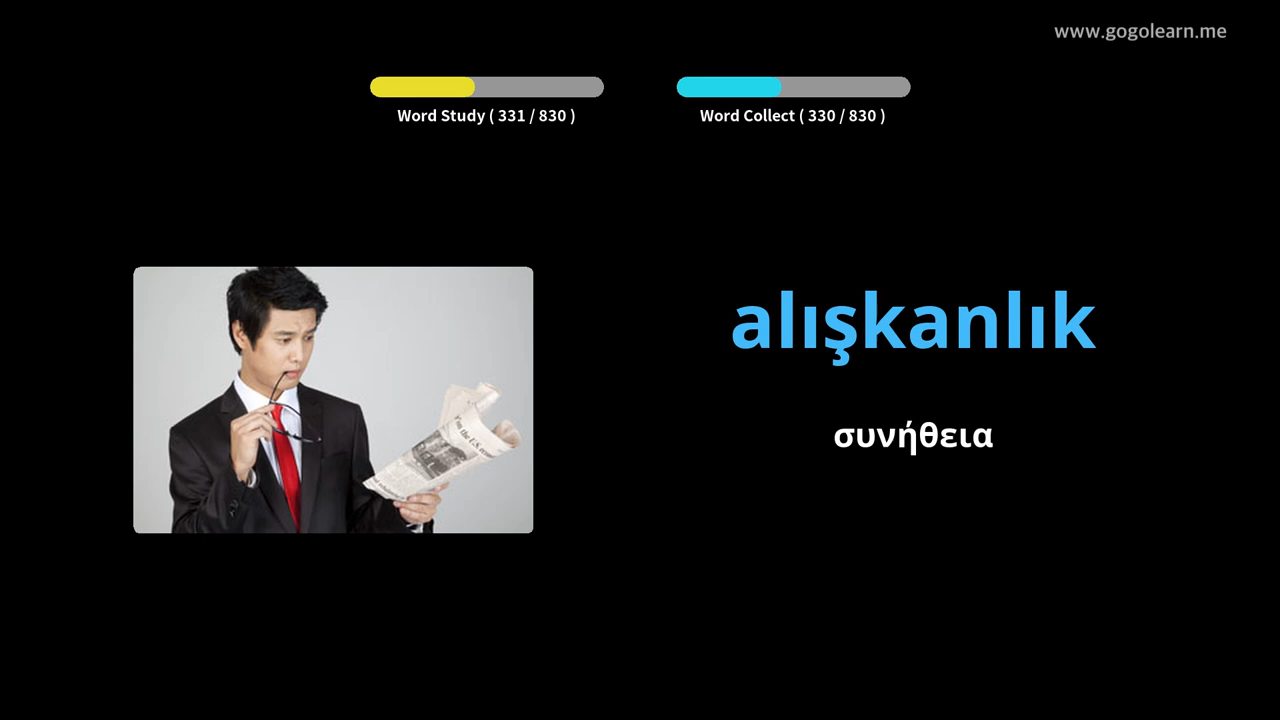 www.gogolearn.me
Word Study ( 331 / 830 )
Word Collect ( 330 / 830 )
alışkanlık
συνήθεια